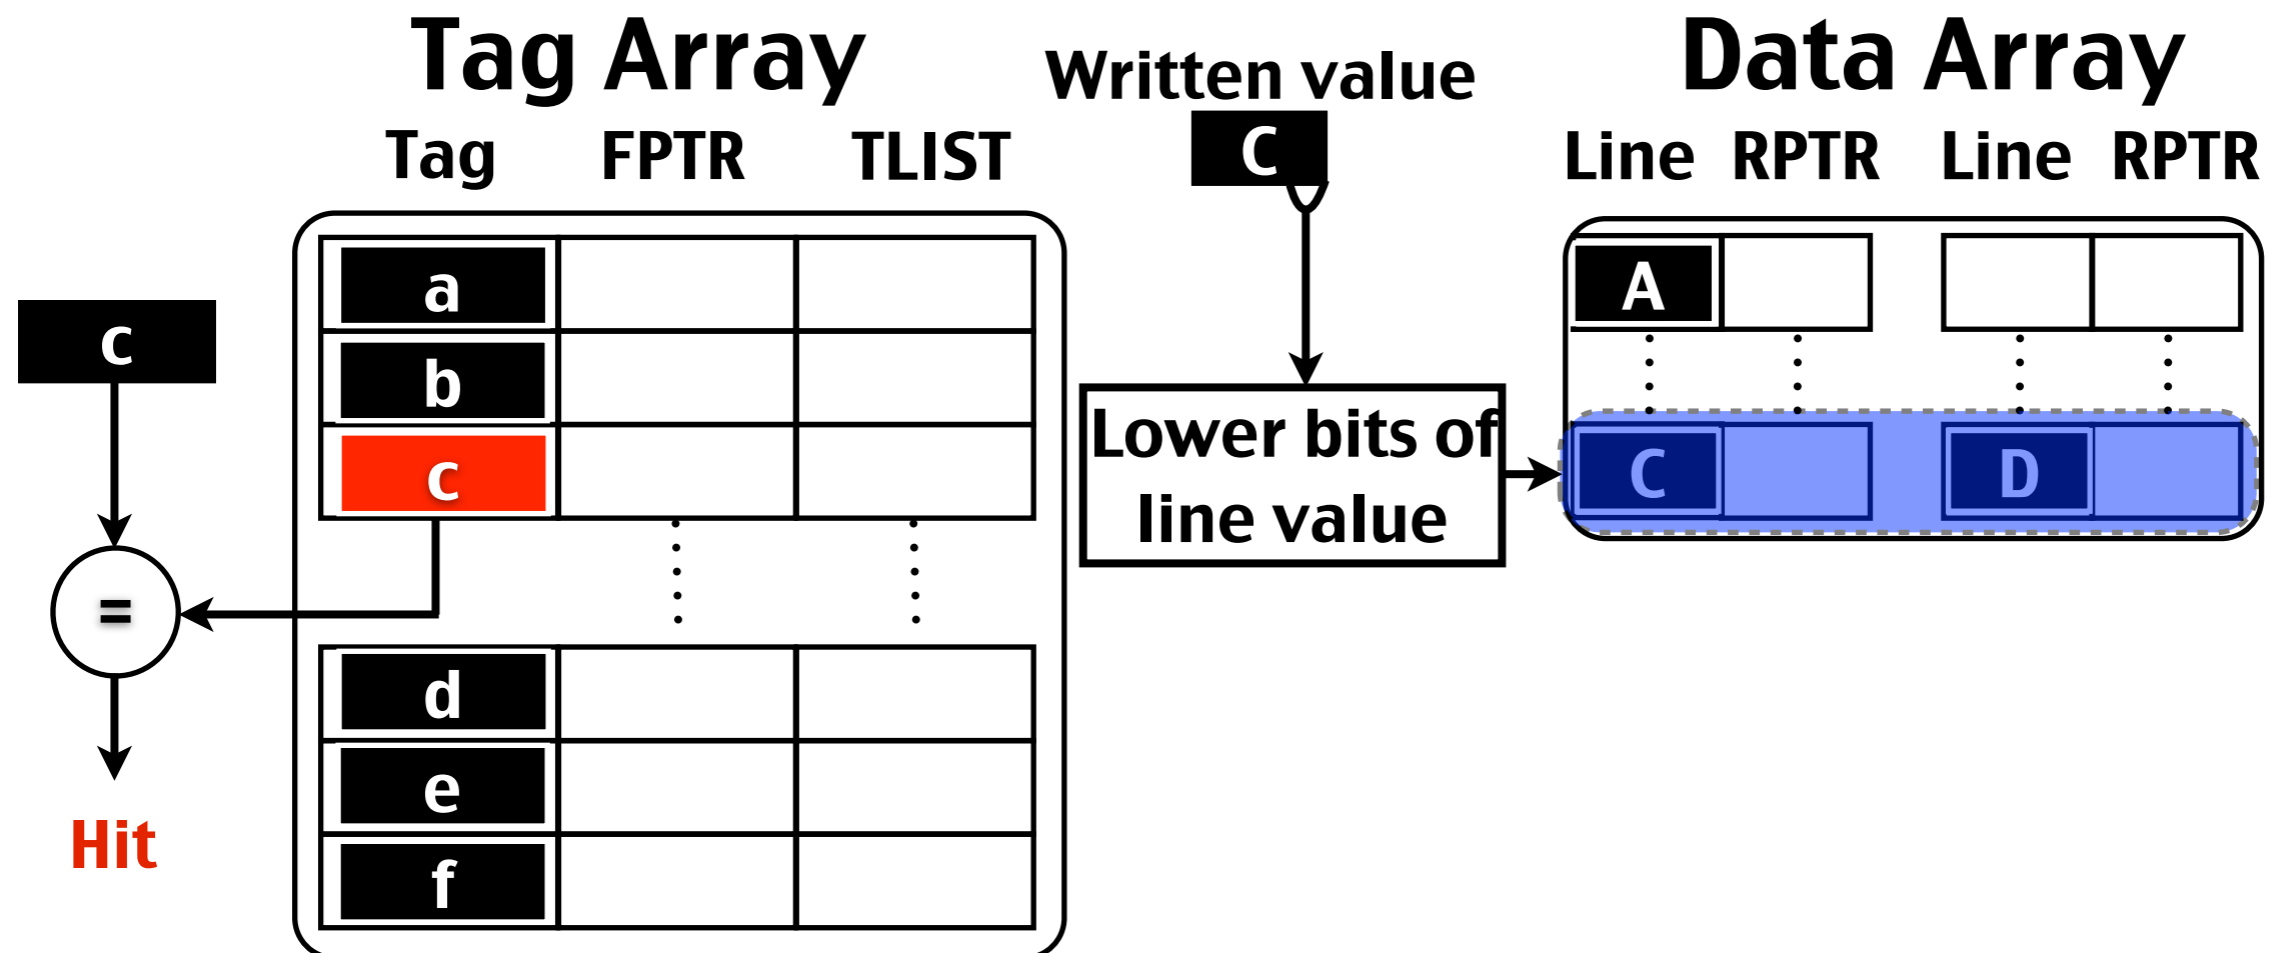 Tag Array
Written value
Data Array
Tag FPTR TLIST
C
Line RPTR Line RPTR
a
A
c
b
Lower bits of
line value
c
C D
=
d
e
Hit
f